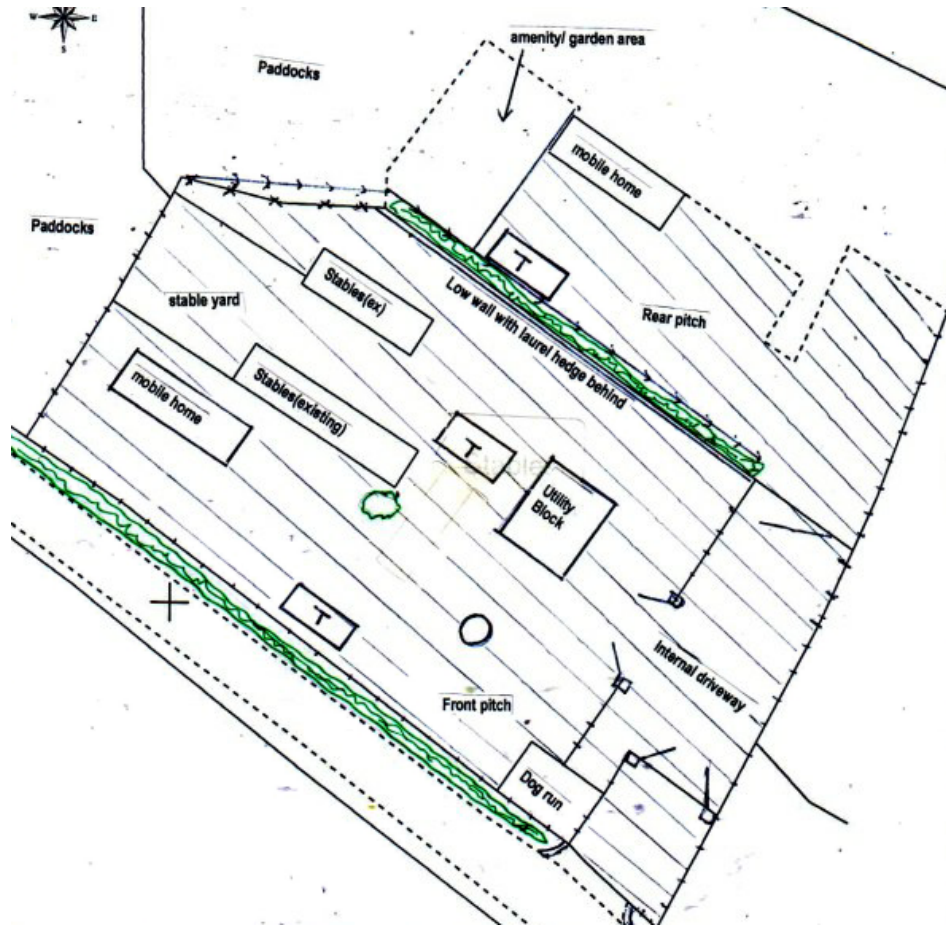 W
E
S
amenity/ garden area
Paddocks
mobile home
Paddocks
T
stable yard
Stables(ex)
Low wall with laurel hedge behind
Rear pitch
mobile home
Stables(existing)
T
Utility
Block
T
Internal driveway
Front pitch
Dog run